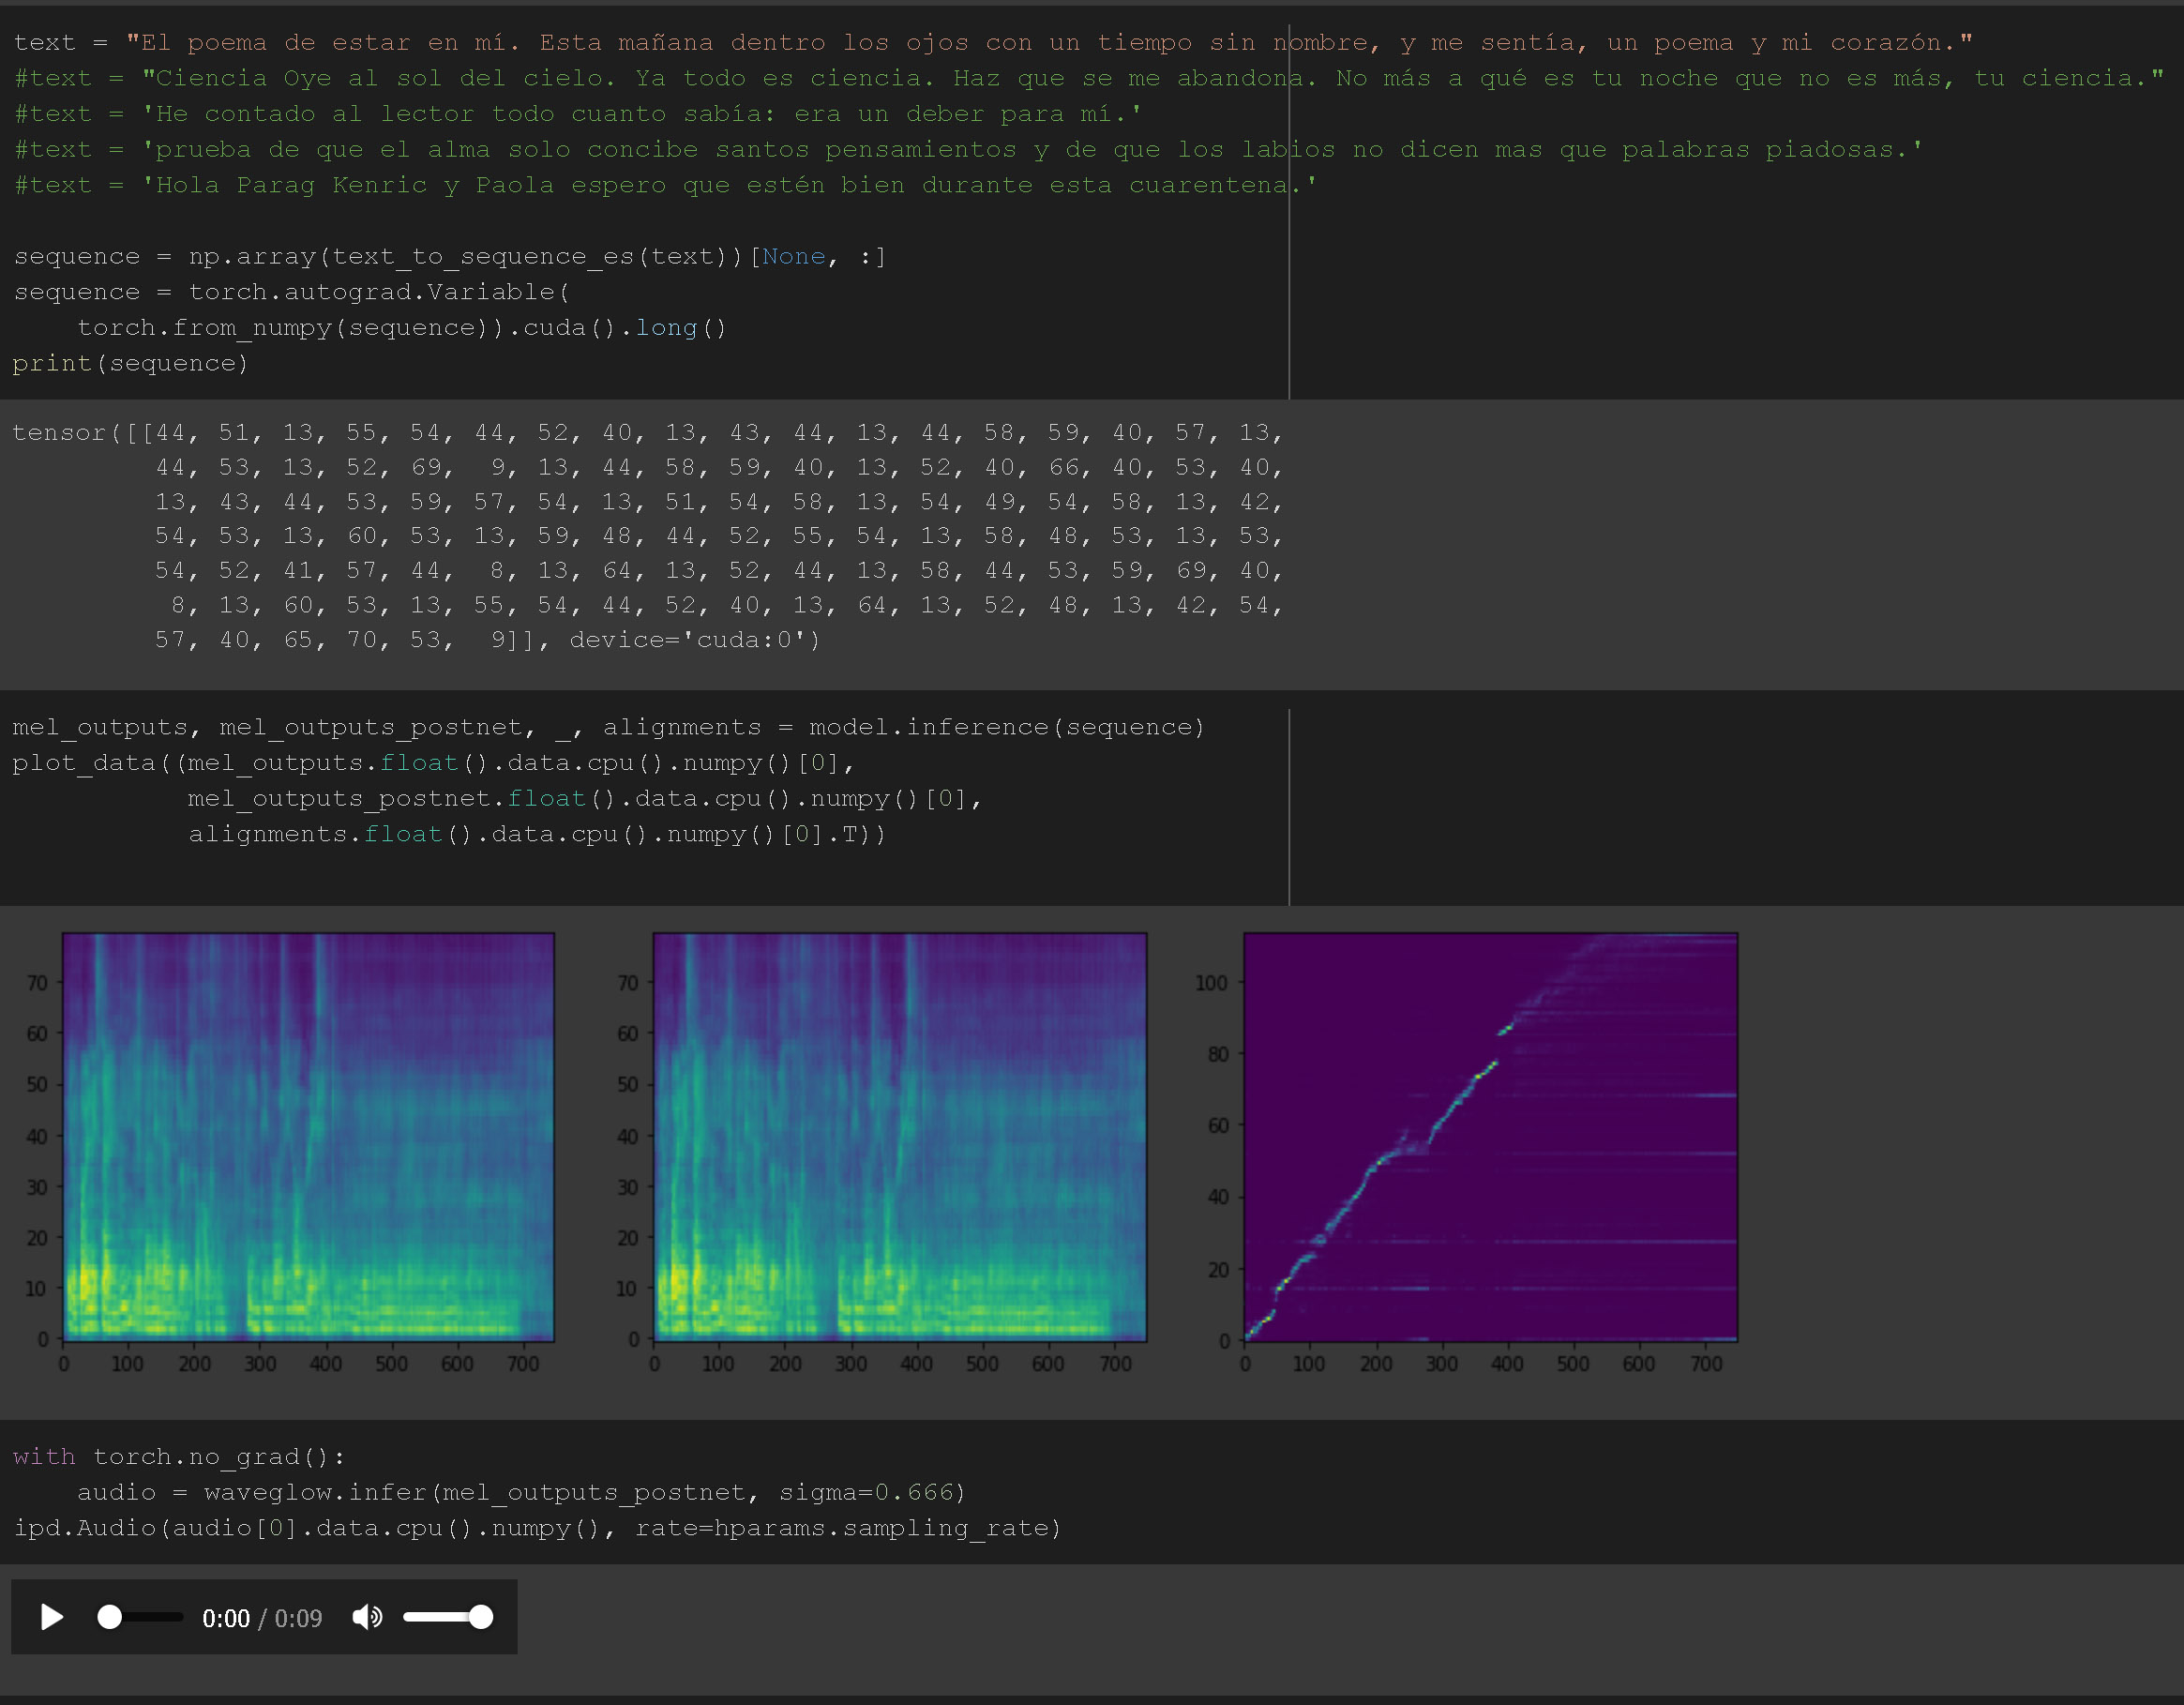 text = "El poema de estar en mí. Esta mañana dentro los ojos con un tiempo sin nombre, y me sentía, un poema y mi corazón."
#text = "Ciencia Oye al sol del cielo. Ya todo es ciencia. Haz que se me abandona. No más a qué es tu noche que no es más, tu ciencia."
#text = 'He contado al lector todo cuanto sabía: era un deber para mí.'
#text = 'prueba de que el alma solo concibe santos pensamientos y de que los labios no dicen mas que palabras piadosas.'
#text = 'Hola Parag Kenric y Paola espero que estén bien durante esta cuarentena.'
sequence = np.array(text_to_sequence_es(text))[None, :]
sequence = torch.autograd.Variable(
    torch.from_numpy(sequence)).cuda().long()
print(sequence)
tensor([[44, 51, 13, 55, 54, 44, 52, 40, 13, 43, 44, 13, 44, 58, 59, 40, 57, 13,
         44, 53, 13, 52, 69,  9, 13, 44, 58, 59, 40, 13, 52, 40, 66, 40, 53, 40,
         13, 43, 44, 53, 59, 57, 54, 13, 51, 54, 58, 13, 54, 49, 54, 58, 13, 42,
         54, 53, 13, 60, 53, 13, 59, 48, 44, 52, 55, 54, 13, 58, 48, 53, 13, 53,
         54, 52, 41, 57, 44,  8, 13, 64, 13, 52, 44, 13, 58, 44, 53, 59, 69, 40,
          8, 13, 60, 53, 13, 55, 54, 44, 52, 40, 13, 64, 13, 52, 48, 13, 42, 54,
         57, 40, 65, 70, 53,  9]], device='cuda:0')
mel_outputs, mel_outputs_postnet, _, alignments = model.inference(sequence)
plot_data((mel_outputs.float().data.cpu().numpy()[0],
           mel_outputs_postnet.float().data.cpu().numpy()[0],
           alignments.float().data.cpu().numpy()[0].T))
70
60
50
40
30
20
10
0
0 100 200 300 400 500 600 700
70
60
50
40
30
20
10
0
0 100 200 300 400 500 600 700
100
80
60
40
20
0
0 100 200 300 400 500 600 700
with torch.no_grad():
    audio = waveglow.infer(mel_outputs_postnet, sigma=0.666)
ipd.Audio(audio[0].data.cpu().numpy(), rate=hparams.sampling_rate)
0:00 / 0:09